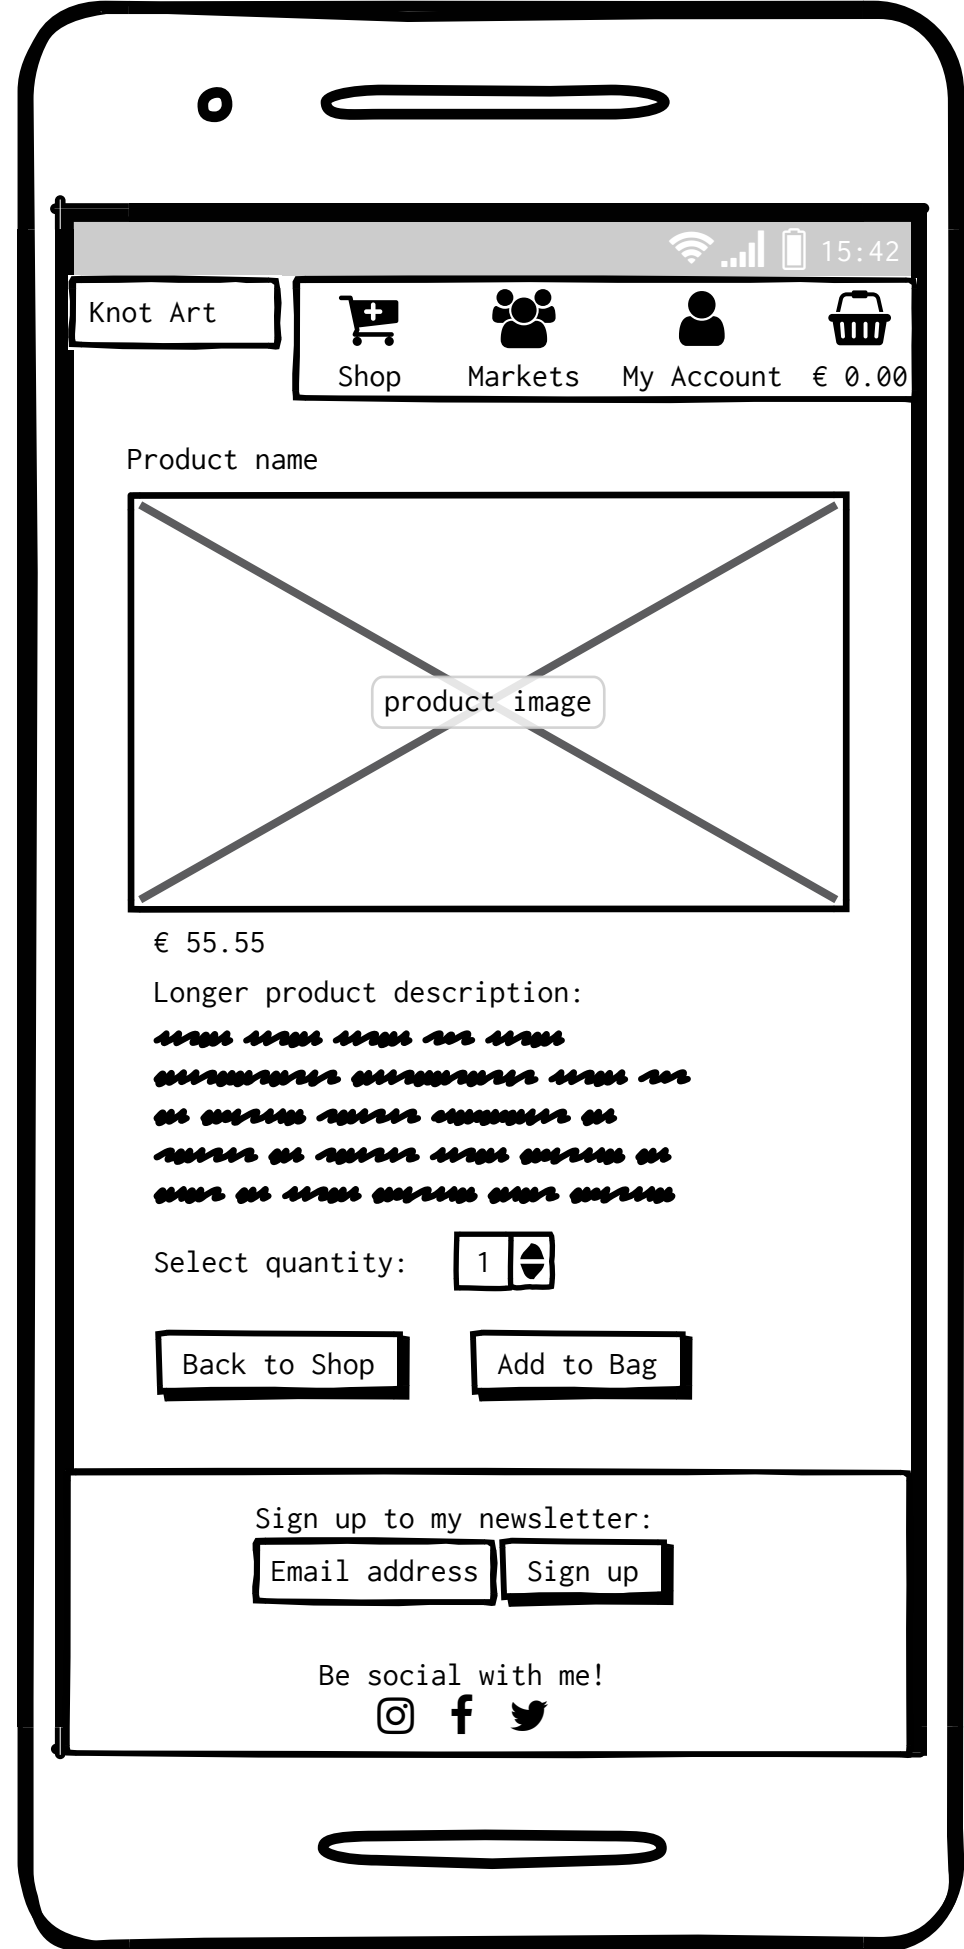 15:42
Knot Art
Shop Markets My Account € 0.00
Product name
product image
€ 55.55
Longer product description:
Select quantity: 1
Back to Shop Add to Bag
Sign up to my newsletter:
Email address Sign up
Be social with me!